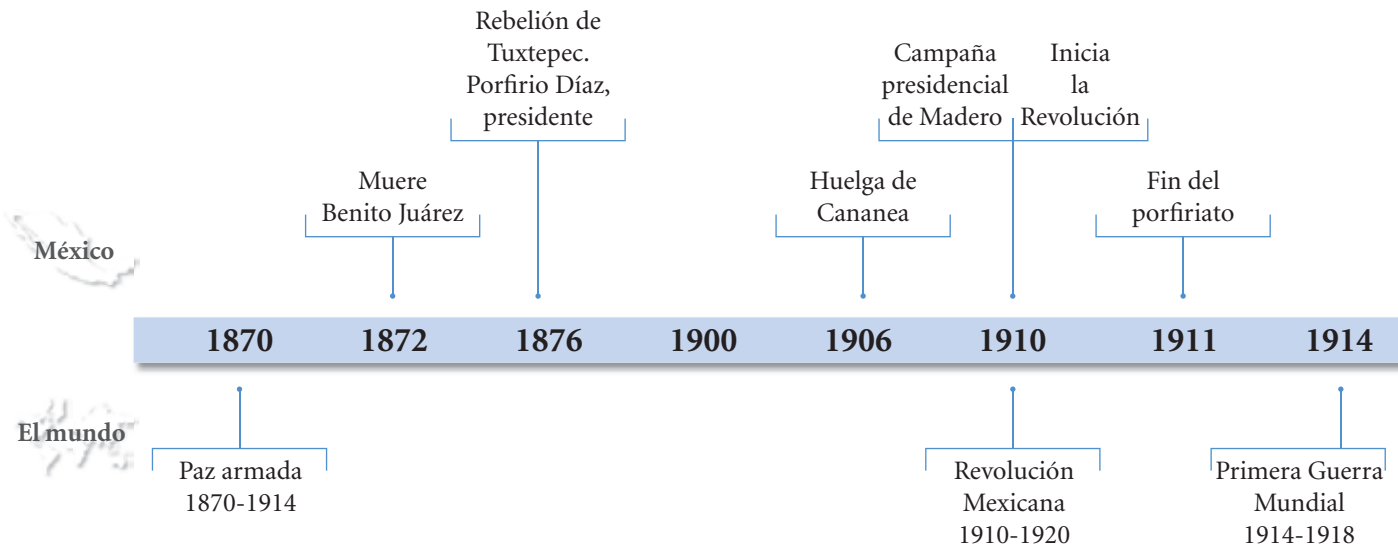 Rebelión de
Tuxtepec.
Porfirio Díaz,
presidente
Campaña
presidencial
de Madero
Inicia
la
Revolución
Muere
Benito Juárez
Huelga de
Cananea
Fin del
porfiriato
México
1870 1872 1876 1900 1906 1910 1911 1914
El mundo
Paz armada
1870-1914
Revolución
Mexicana
1910-1920
Primera Guerra
Mundial
1914-1918